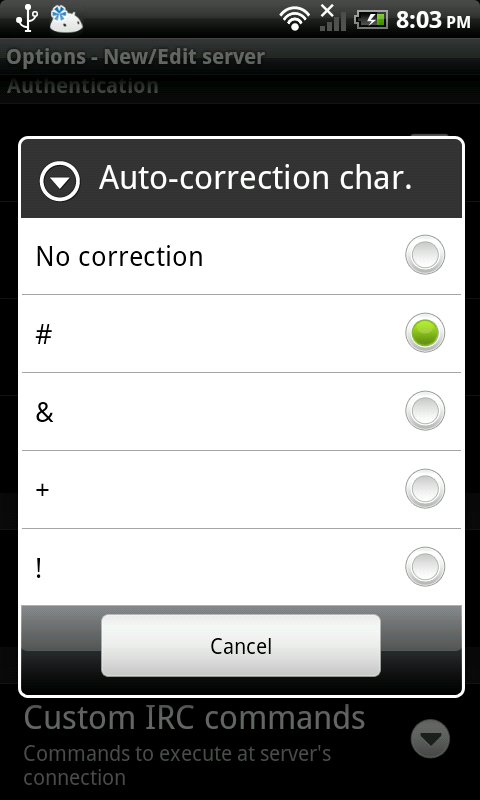 8:03 PM
Options - New/Edit server
Authentication
Auto-correction char.
No correction
#
&
+
!
Cancel
Custom IRC commands
Commands to execute at server's
connection